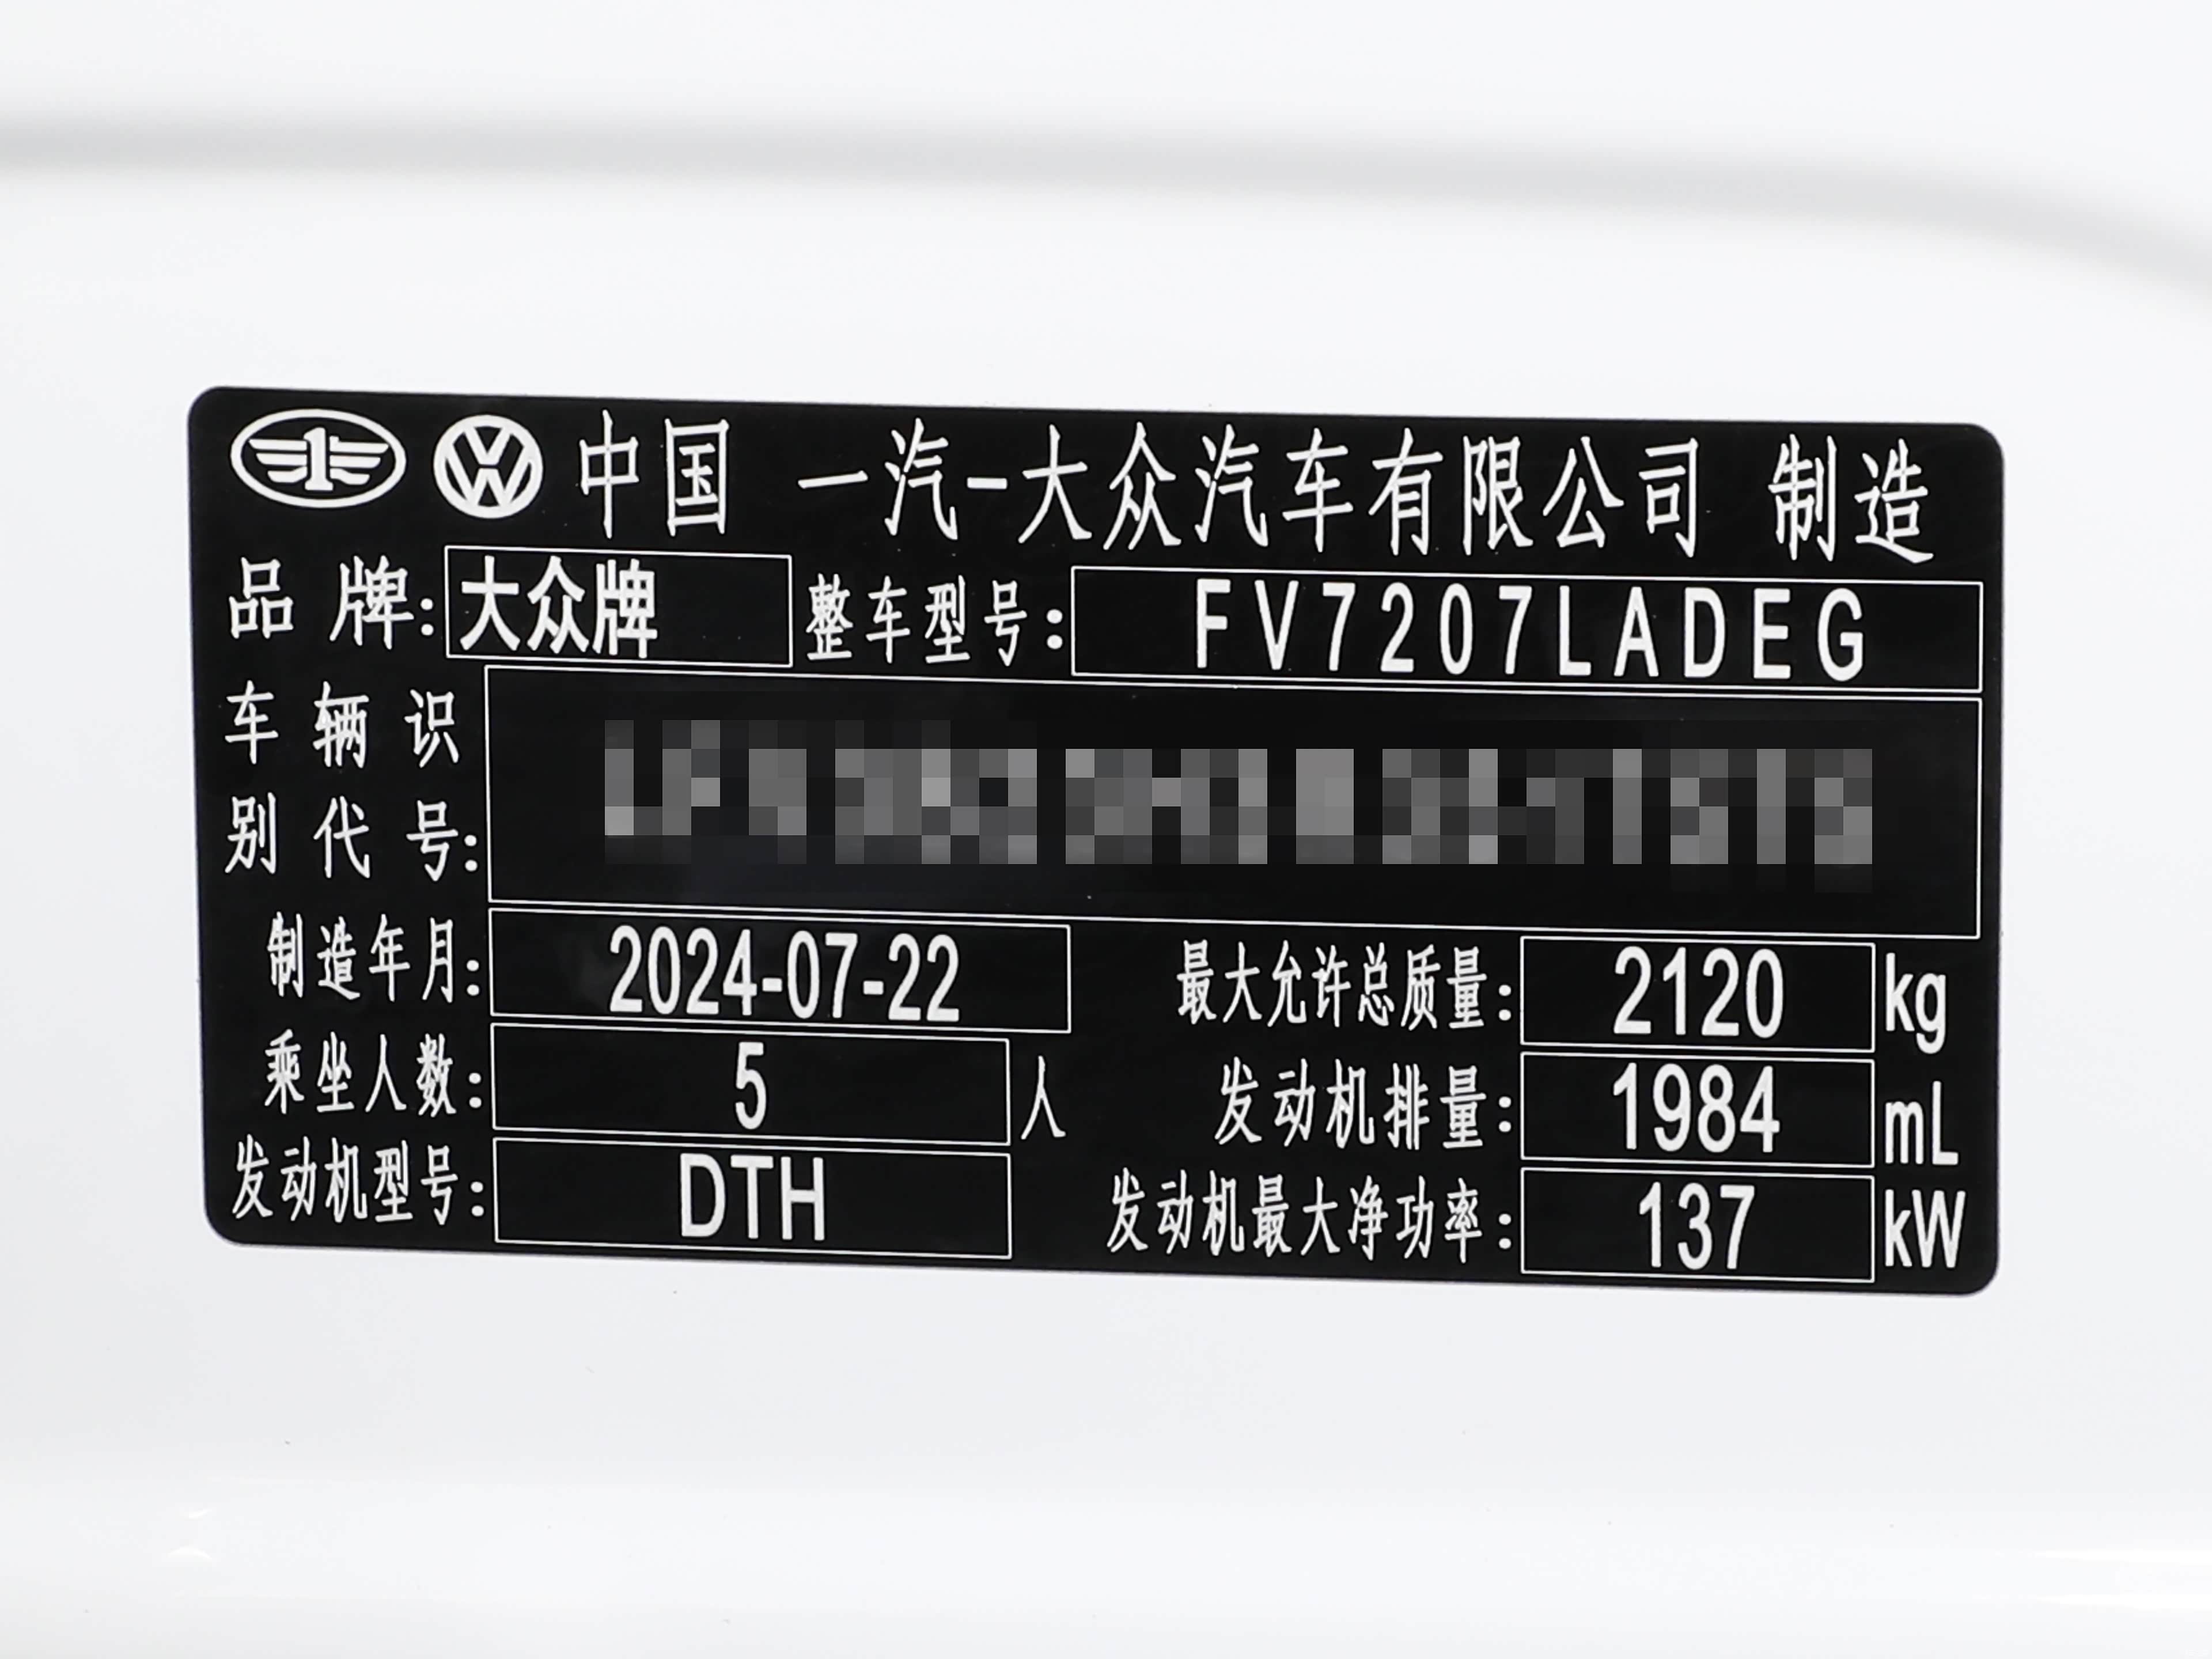 中国 一汽-大众汽车有限公司 制造
品牌: 大众牌 整车型号: FV7207LADEG
车辆识
别代号:
制造年月: 2024-07-22 最大允许总质量: 2120 kg
乘坐人数: 5 人 发动机排量: 1984 mL
发动机型号: DTH 发动机最大净功率: 137 kW